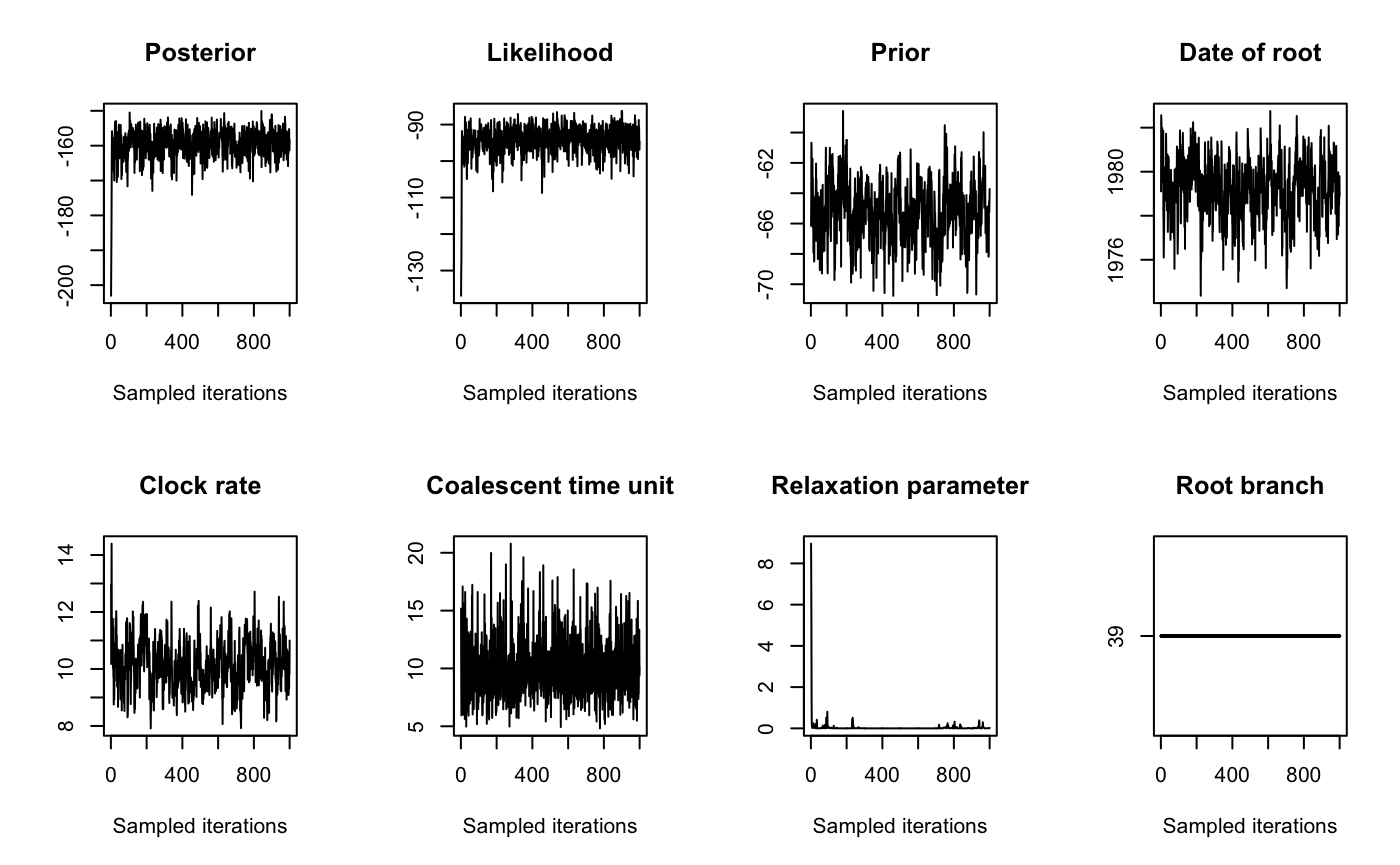 Posterior
-160
-180
-200
0 400 800
Sampled iterations
Likelihood
-90
-110
-130
0 400 800
Sampled iterations
Prior
-62
-66
-70
0 400 800
Sampled iterations
Date of root
1980
1976
0 400 800
Sampled iterations
Clock rate
14
12
10
8
0 400 800
Sampled iterations
Coalescent time unit
20
15
10
5
0 400 800
Sampled iterations
Relaxation parameter
8
6
4
2
0
0 400 800
Sampled iterations
Root branch
39
0 400 800
Sampled iterations